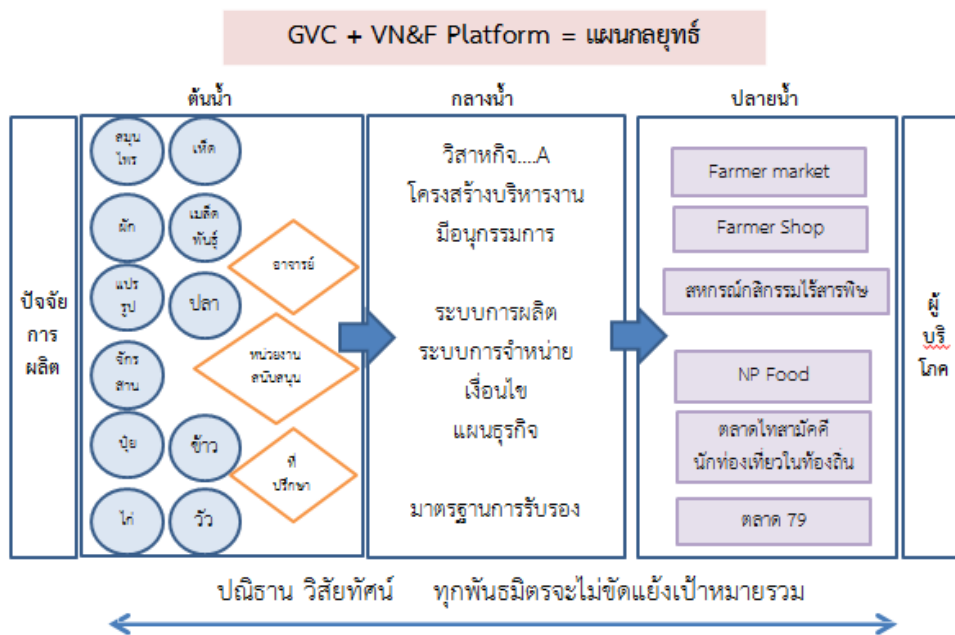 GVC + VN&F Platform = แผนกลยุทธ์
ต้นน้ำ
กลางน้ำ
ปลายน้ำ
ปัจจัย
การ
ผลิต
สมุน
ไพร
เห็ด
ผัก
เมล็ด
พันธุ์
แปร
รูป
ปลา
จักร
สาน
ปุ๋ย
ข้าว
ไก่
วัว
อาจารย์
หน่วยงาน
สนับสนุน
ที่
ปรึกษา
วิสาหกิจ....A
โครงสร้างบริหารงาน
มีอนุกรรมการ
ระบบการผลิต
ระบบการจำหน่าย
เงื่อนไข
แผนธุรกิจ
มาตรฐานการรับรอง
Farmer market
Farmer Shop
สหกรณ์กสิกรรมไร้สารพิษ
NP Food
ตลาดไทสามัคคี
นักท่องเที่ยวในท้องถิ่น
ตลาด 79
ผู้
บริ
โภค
ปณิธาน วิสัยทัศน์ ทุกพันธมิตรจะไม่ขัดแย้งเป้าหมายรวม